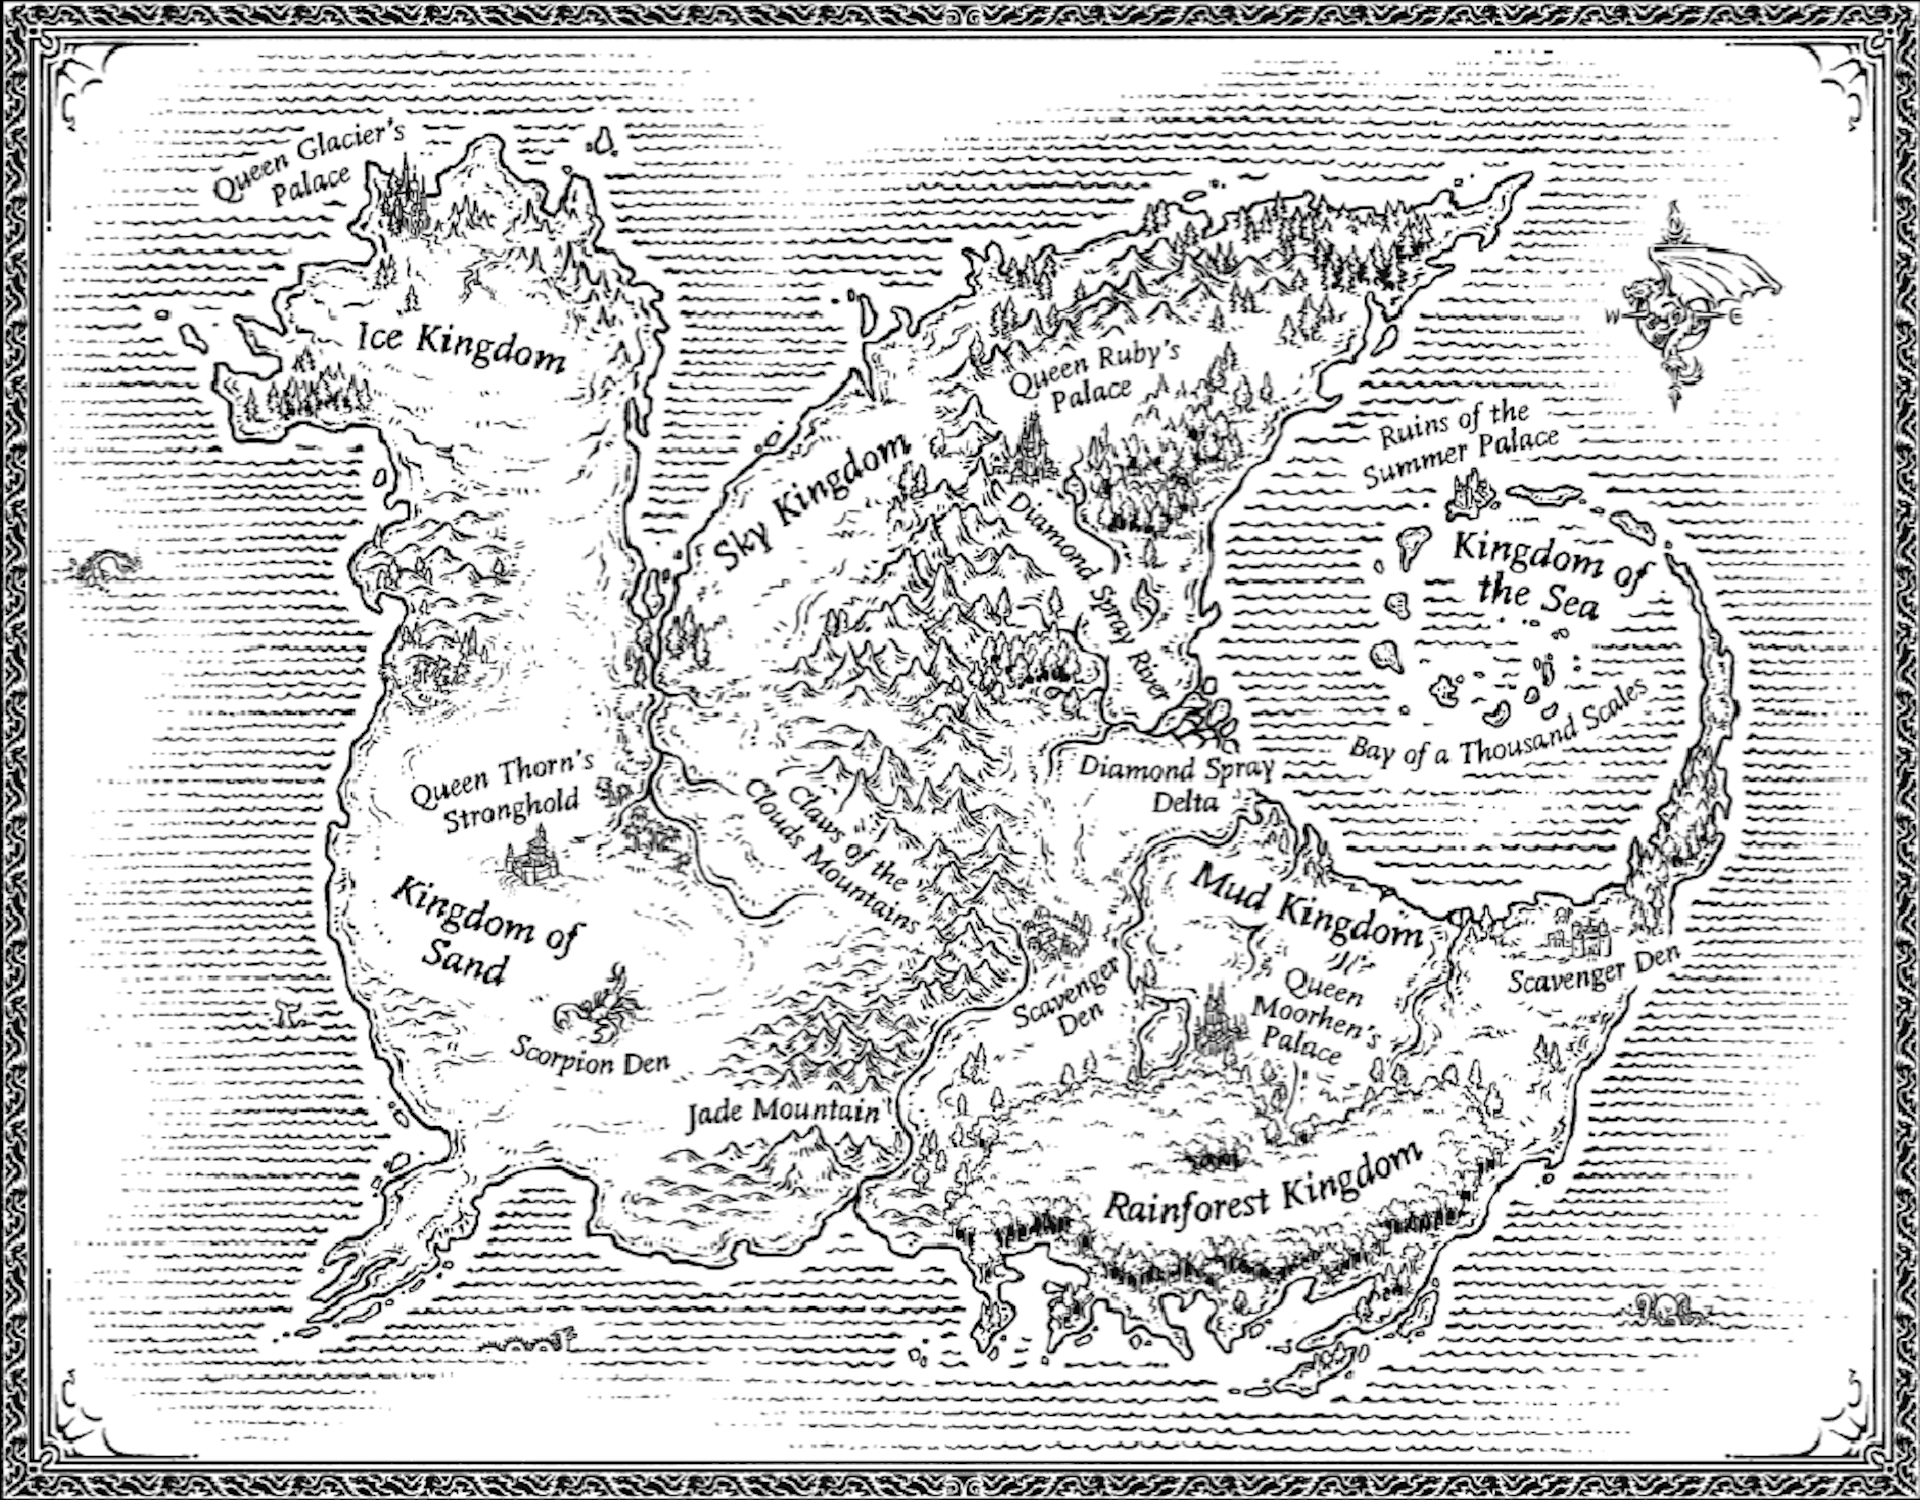 Queen Glacier's
Palace
Ice Kingdom
Queen Ruby's
Palace
Sky Kingdom
Diamond Spray River
W
E
Ruins of the
Summer Palace
Kingdom of
the Sea
Bay of a Thousand Scales
Queen Thorn's
Stronghold
Claws of the
Clouds Mountains
Diamond Spray
Delta
Kingdom of
Sand
Mud Kingdom
Scorpion Den
Scavenger
Den
Queen
Moorhen's
Palace
Scavenger Den
Jade Mountain
Rainforest Kingdom